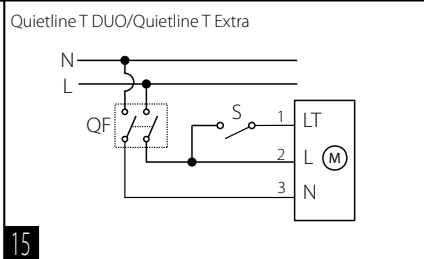 Quietline T DUO/Quietline T Extra
N
L
QF
S
1 LT
2 L M
3 N
15